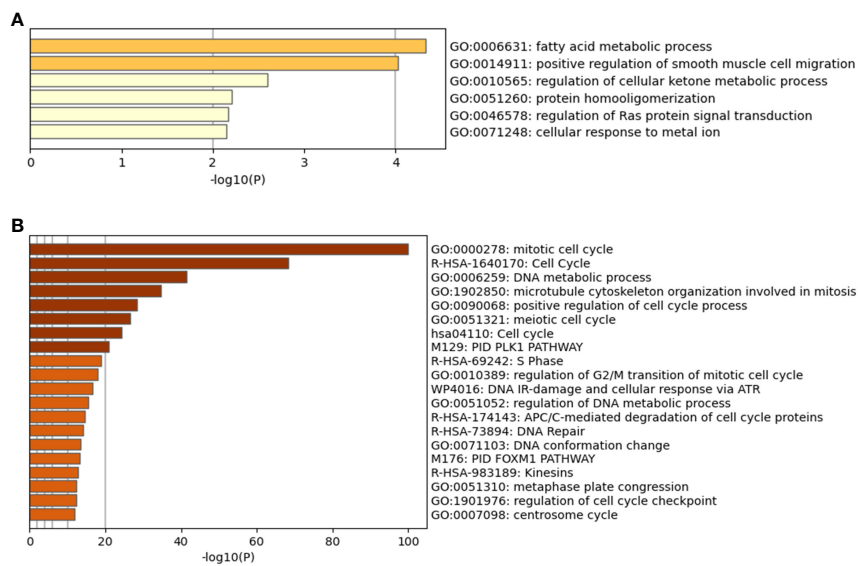 A
GO:0006631: fatty acid metabolic process
GO:0014911: positive regulation of smooth muscle cell migration
GO:0010565: regulation of cellular ketone metabolic process
GO:0051260: protein homooligomerization
GO:0046578: regulation of Ras protein signal transduction
GO:0071248: cellular response to metal ion
0 1 2 3 4
-log10(P)
B
GO:0000278: mitotic cell cycle
R-HSA-1640170: Cell Cycle
GO:0006259: DNA metabolic process
GO:1902850: microtubule cytoskeleton organization involved in mitosis
GO:0090068: positive regulation of cell cycle process
GO:0051321: meiotic cell cycle
hsa04110: Cell cycle
M129: PID PLK1 PATHWAY
R-HSA-69242: S Phase
GO:0010389: regulation of G2/M transition of mitotic cell cycle
WP4016: DNA IR-damage and cellular response via ATR
GO:0051052: regulation of DNA metabolic process
R-HSA-174143: APC/C-mediated degradation of cell cycle proteins
R-HSA-73894: DNA Repair
GO:0071103: DNA conformation change
M176: PID FOXM1 PATHWAY
R-HSA-983189: Kinesins
GO:0051310: metaphase plate congression
GO:1901976: regulation of cell cycle checkpoint
GO:0007098: centrosome cycle
0 20 40 60 80 100
-log10(P)